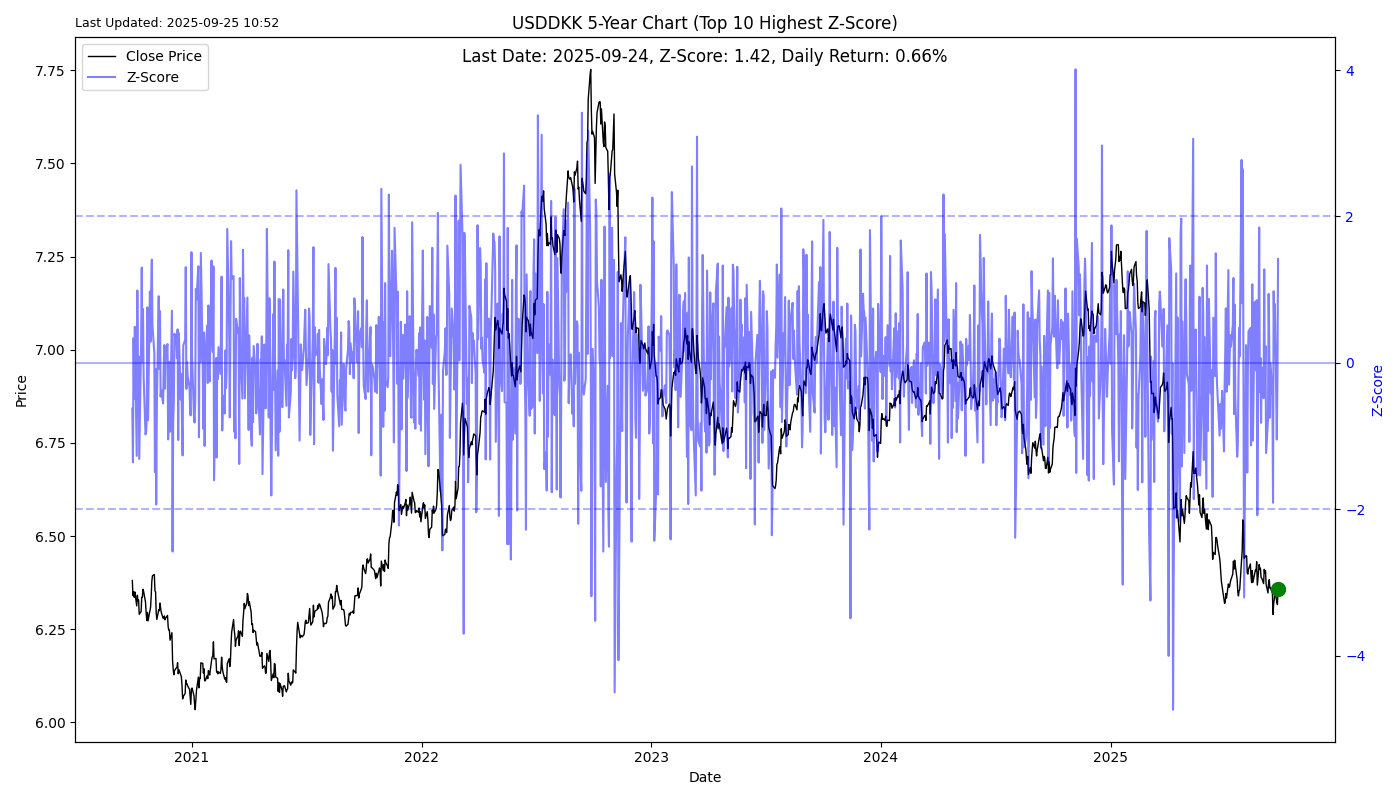 Last Updated: 2025-09-25 10:52
USDDKK 5-Year Chart (Top 10 Highest Z-Score)
Last Date: 2025-09-24, Z-Score: 1.42, Daily Return: 0.66%
Close Price
Z-Score
7.75
7.50
7.25
7.00
6.75
6.50
6.25
6.00
Price
4
2
0
−2
−4
Z-Score
2021
2022
2023
2024
2025
Date